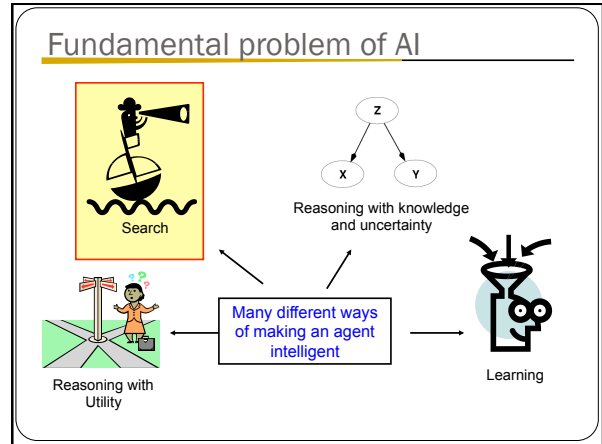 Fundamental problem of AI
Search
Z
X
Y
Reasoning with knowledge
and uncertainty
? ? ?
? ?
Reasoning with
Utility
Many different ways
of making an agent
intelligent
Learning